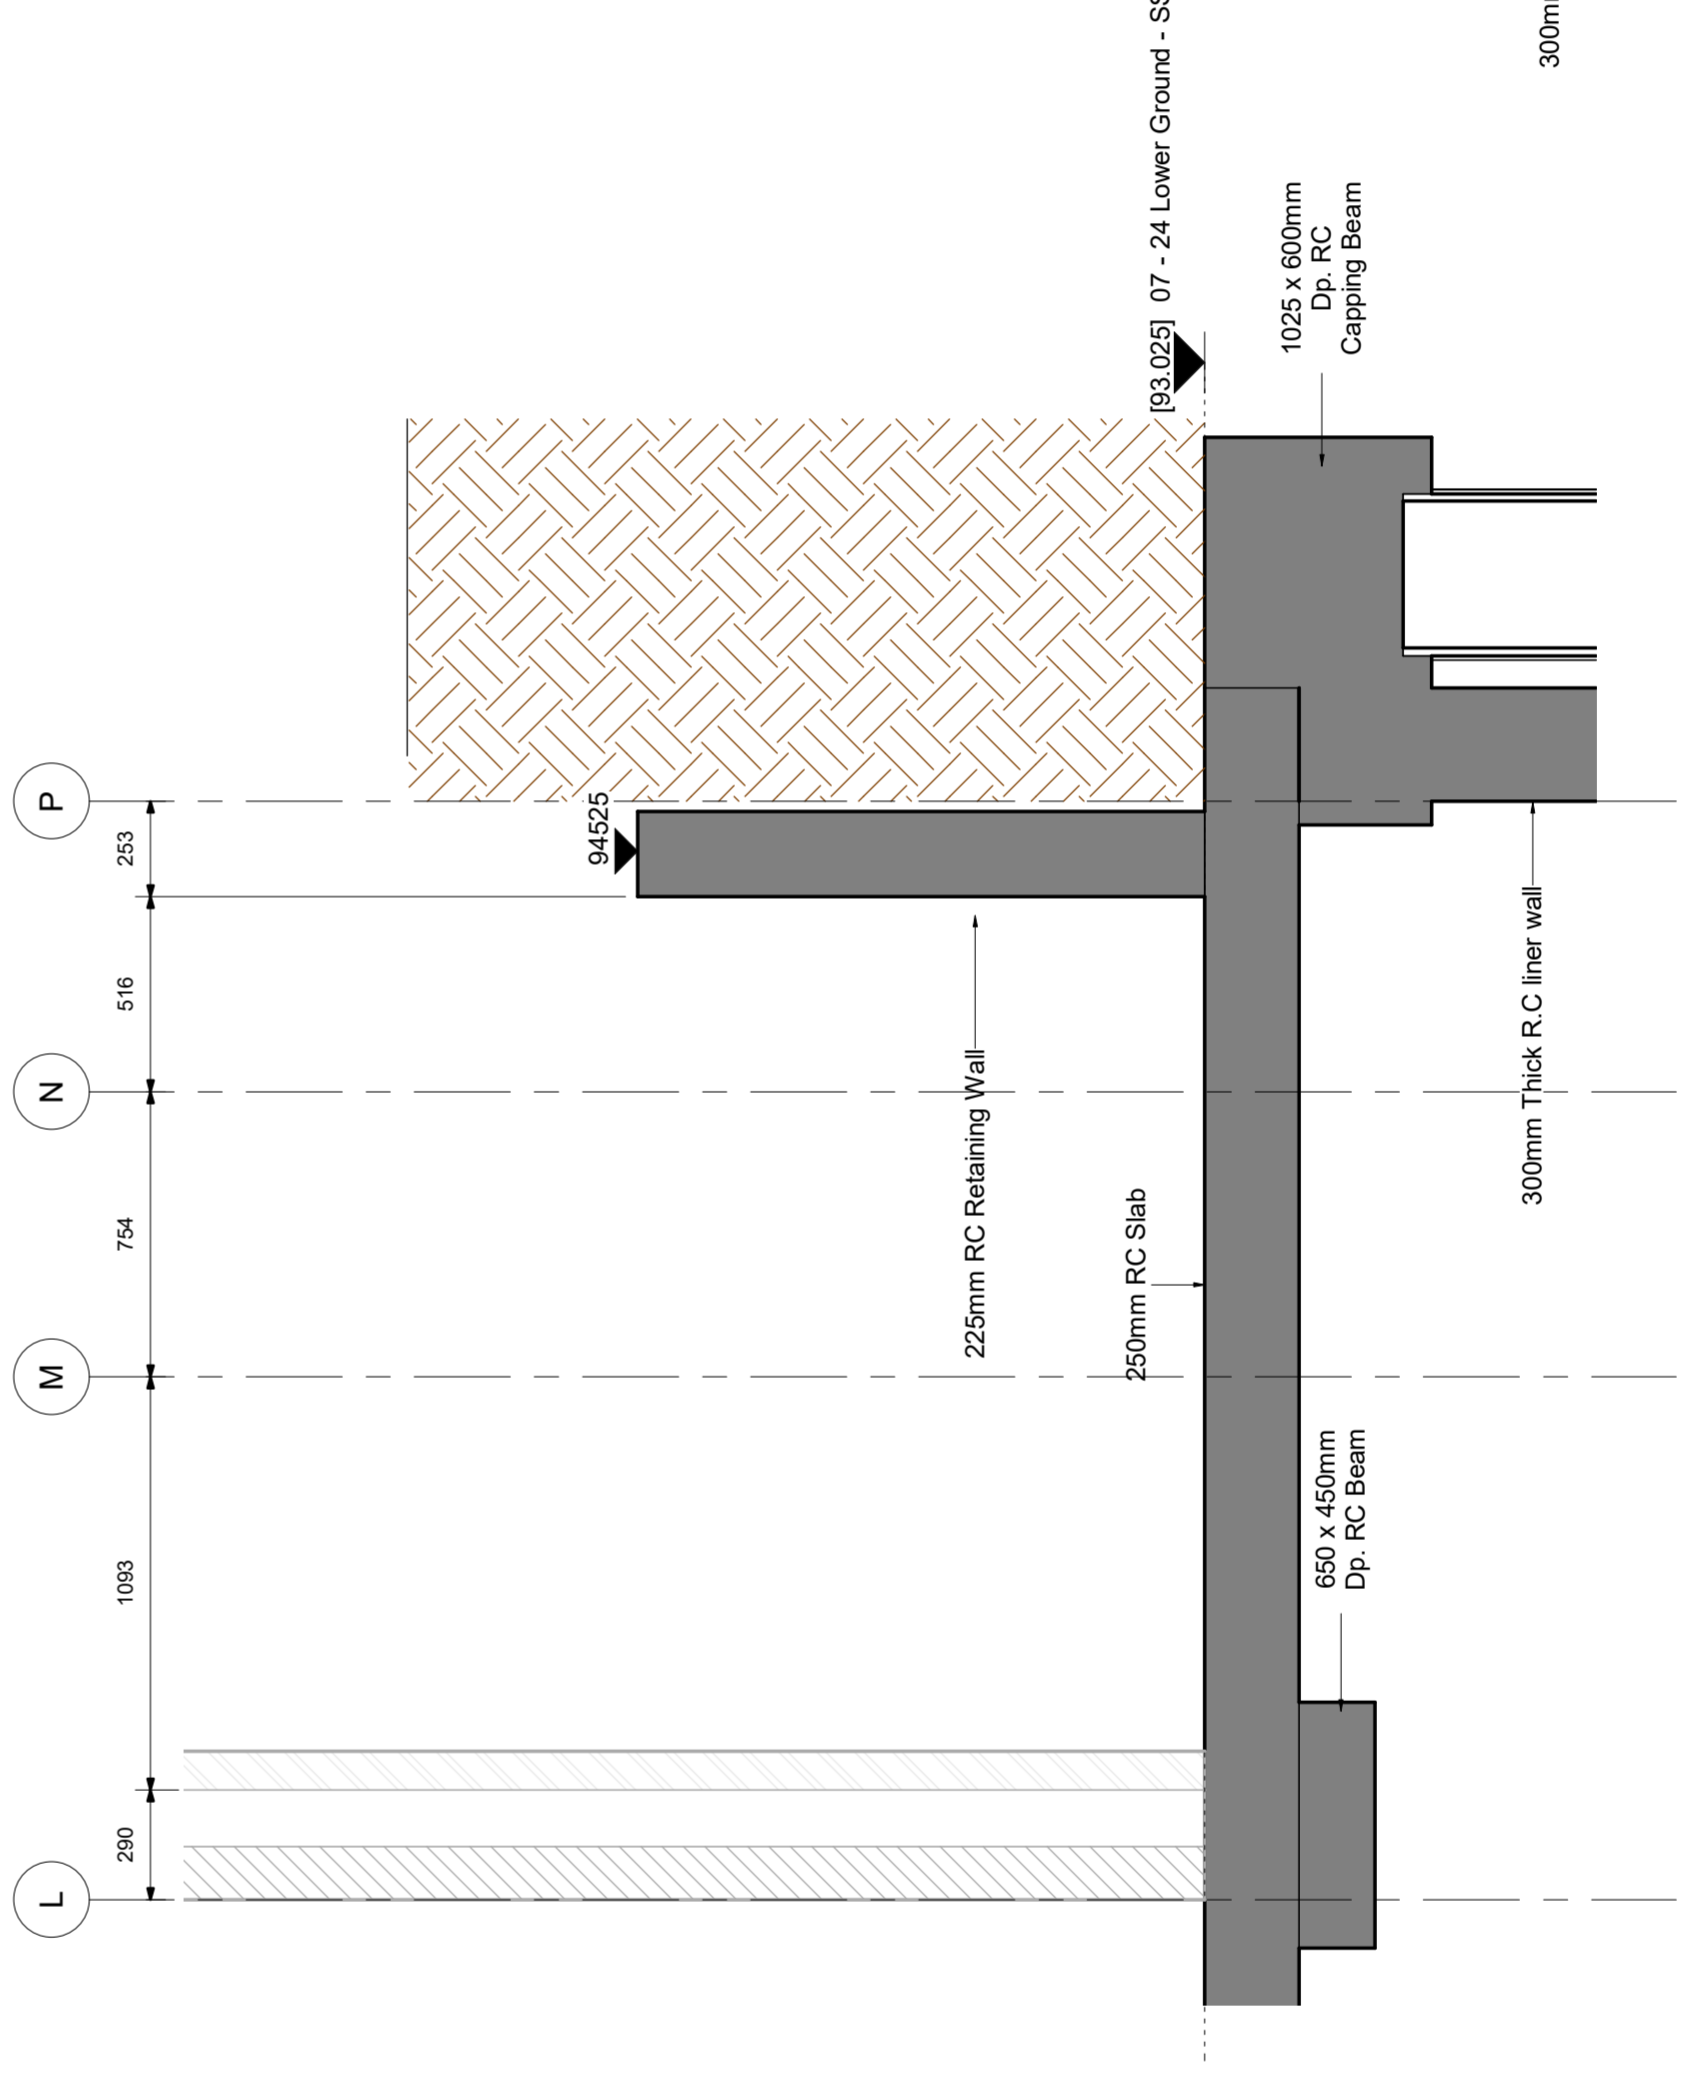 L
M
N
P
290
1093
754
516
253
94525
225mm RC Retaining Wall
250mm RC Slab
[93.025] 07 - 24 Lower Ground - SS
650 x 450mm
Dp. RC Beam
1025 x 600mm
Dp. RC
Capping Beam
300mm Thick R.C liner wall